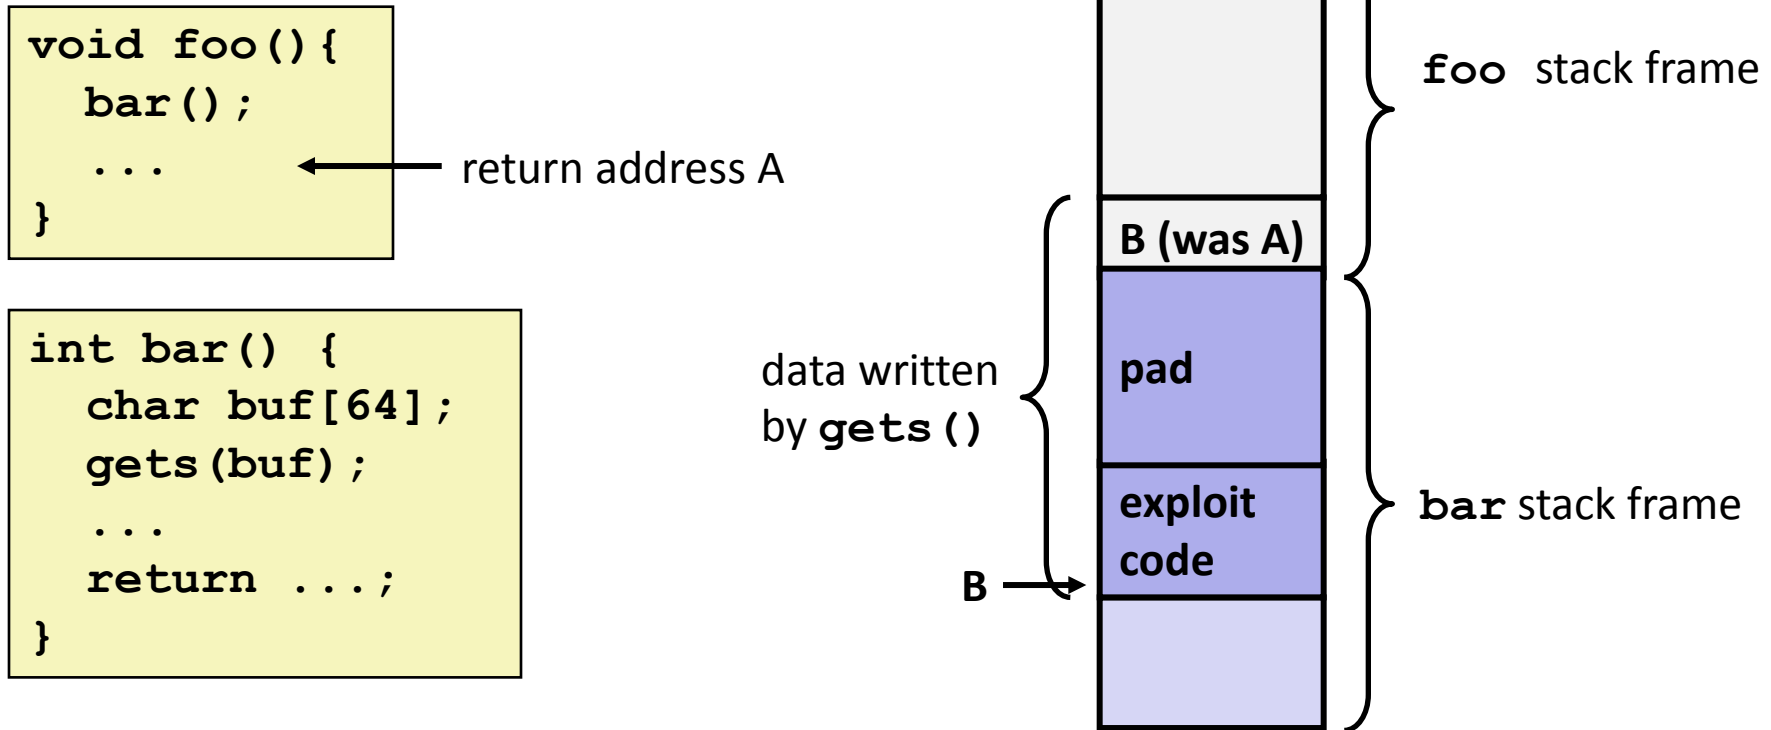 void foo(){
bar();
...
}
return address A
int bar() {
char buf[64];
gets(buf);
...
return ...;
}
data written
by gets()
B
B (was A)
pad
exploit
code
foo stack frame
bar stack frame